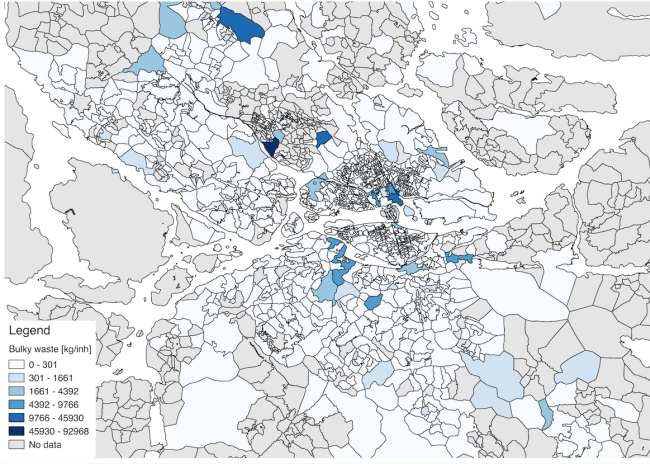 Legend
Bulky waste [kg/inh]
0 - 301
301 - 1661
1661 - 4392
4392 - 9766
9766 - 45930
45930 - 92968
No data